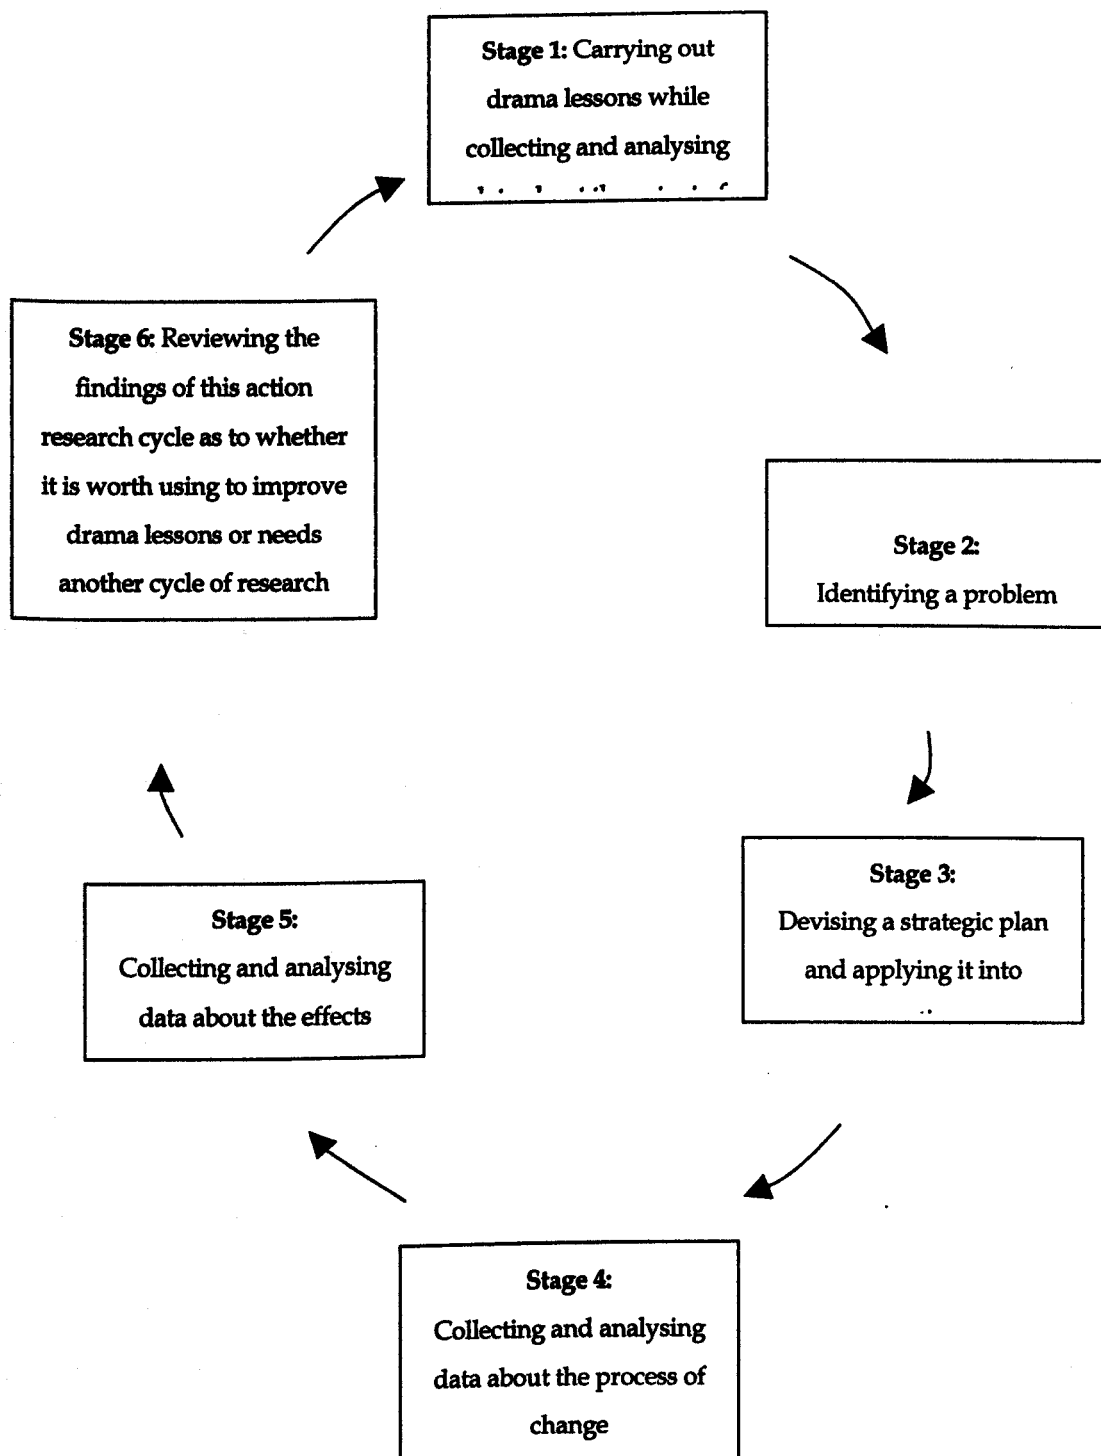 Stage 1: Carrying out
drama lessons while
collecting and analysing
Stage 6: Reviewing the
findings of this action
research cycle as to whether
it is worth using to improve
drama lessons or needs
another cycle of research
Stage 2:
Identifying a problem
Stage 3:
Devising a strategic plan
and applying it into
Stage 5:
Collecting and analysing
data about the effects
Stage 4:
Collecting and analysing
data about the process of
change